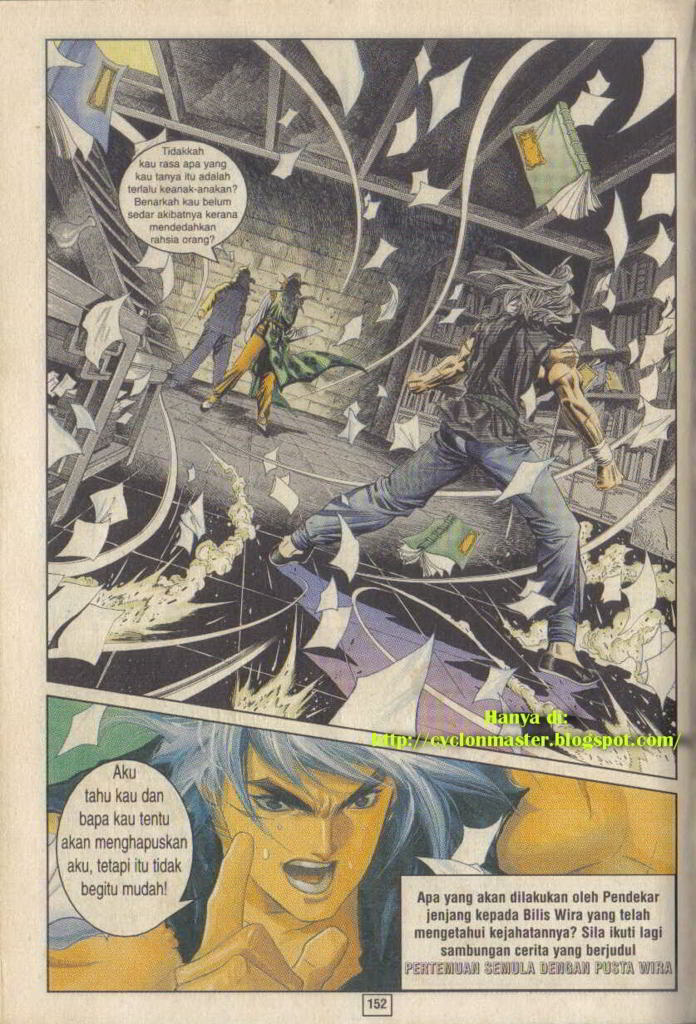 Tidakkah
kau rasa apa yang
kau tanya itu adalah
terlalu keanak-anakan?
Benarkah kau belum
sedar akibatnya kerana
mendedahkan
rahsia orang?
Hanya di:
http://cyclonmaster.blogspot.com/
Aku
tahu kau dan
bapa kau tentu
akan menghapuskan
aku, tetapi itu tidak
begitu mudah!
Apa yang akan dilakukan oleh Pendekar
jenjang kepada Bilis Wira yang telah
mengetahui kejahatannya? Sila ikuti lagi
sambungan cerita yang berjudul
PERTEMUAN SEMULA DENGAN PUSTA WIRA
152